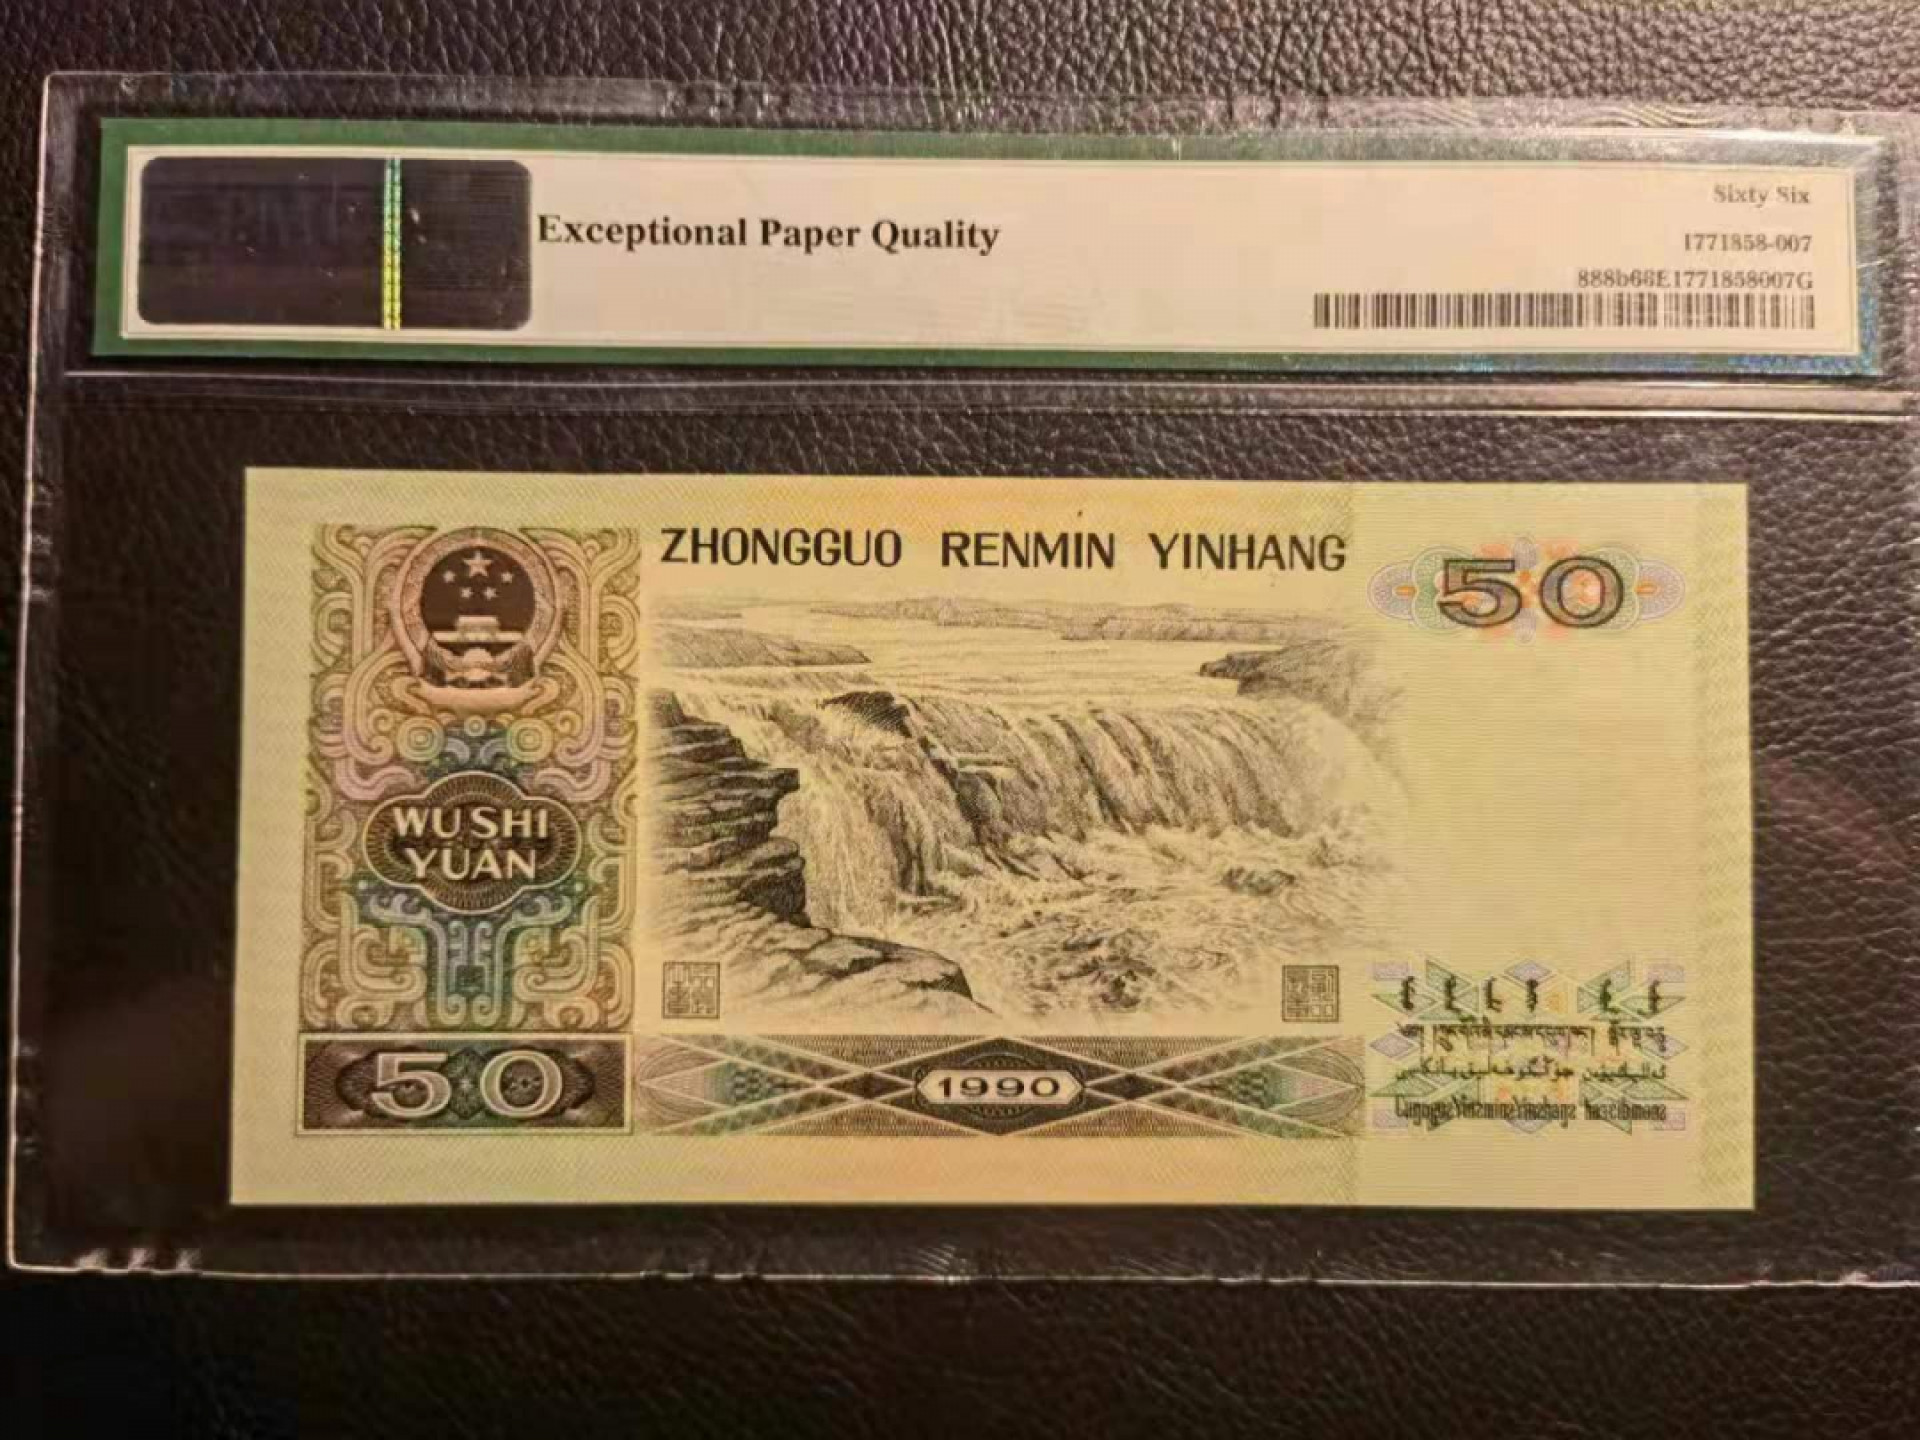 Exceptional Paper Quality
Sixty Six
1771858-007
888b66E1771858007G
ZHONGGUO RENMIN YINHANG
50
WU SHI
YUAN
50
1990